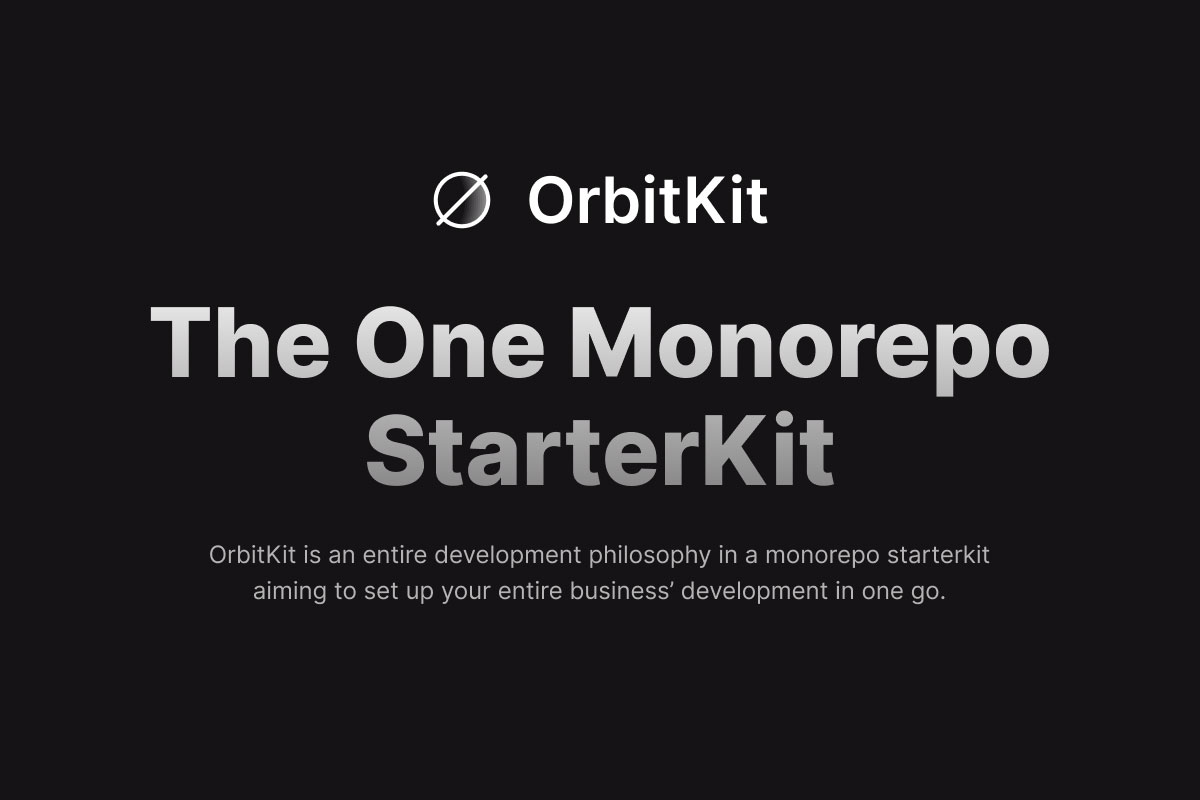 OrbitKit
The One Monorepo
StarterKit
OrbitKit is an entire development philosophy in a monorepo starterkit
aiming to set up your entire business’ development in one go.